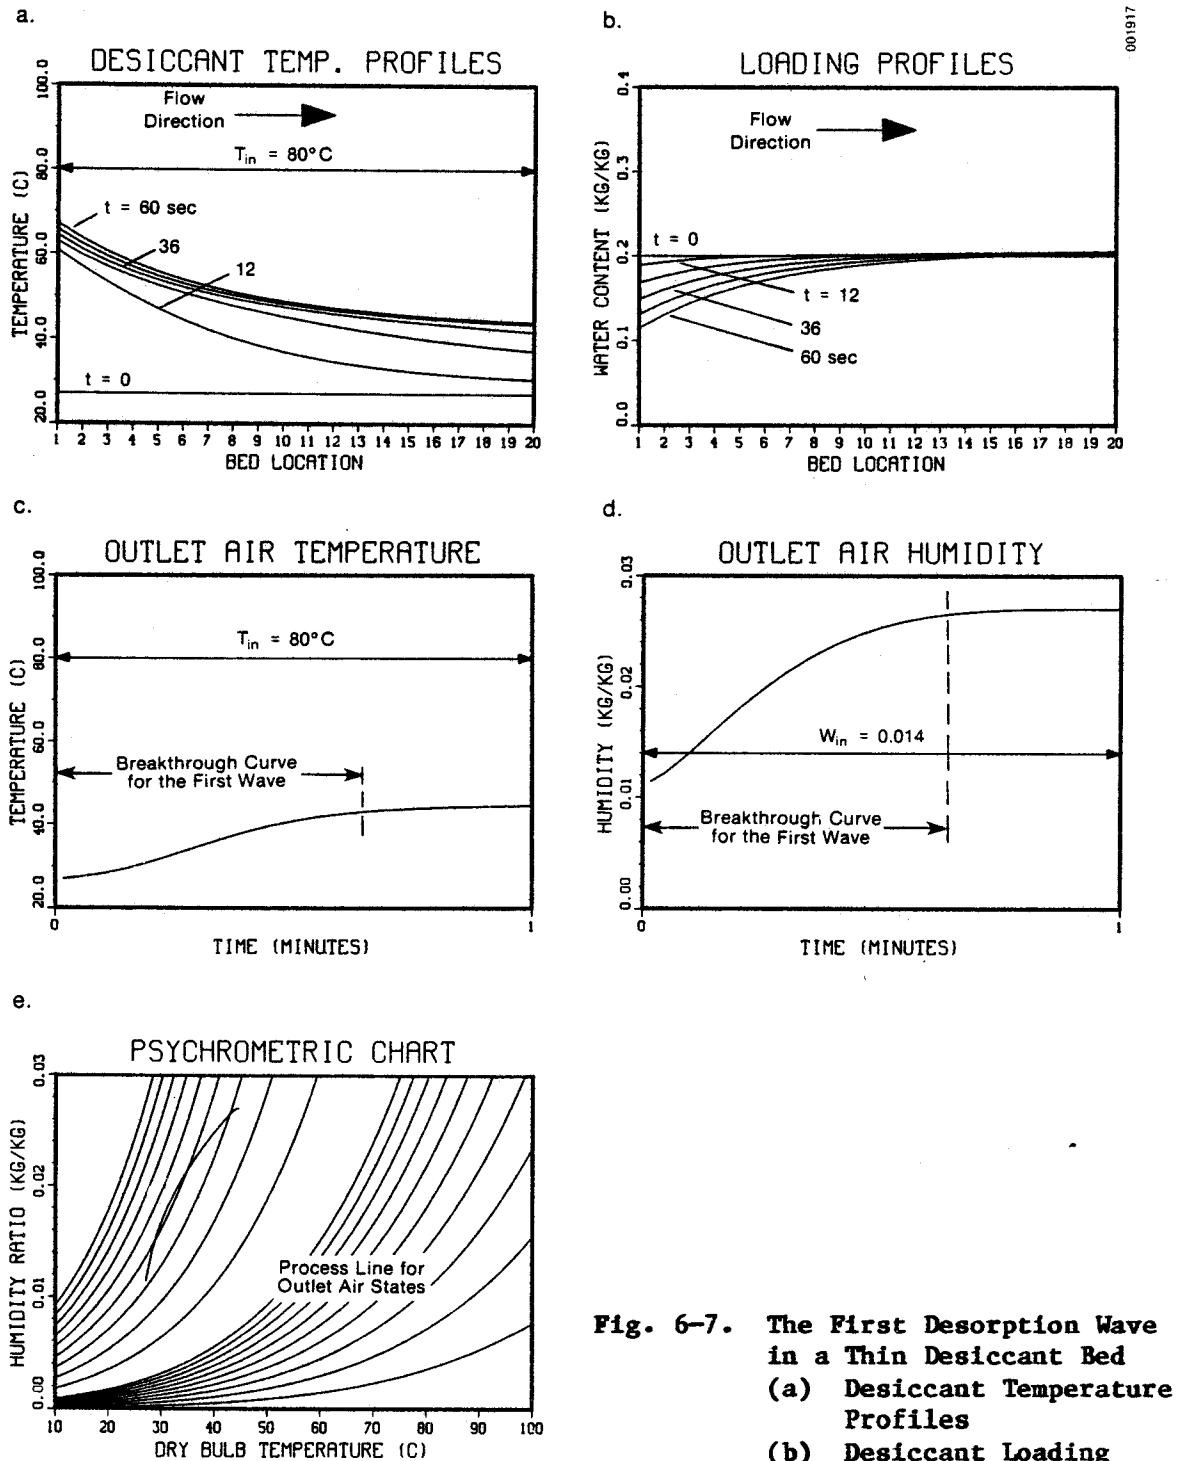 a.
DESICCANT TEMP. PROFILES
100.0
80.0
60.0
40.0
20.0
TEMPERATURE (C)
Flow
Direction
Tin = 80°C
t = 60 sec
36
12
t = 0
1 2 3 4 5 6 7 8 9 10 11 12 13 14 15 16 17 18 19 20
BED LOCATION
b.
001917
LOADING PROFILES
0.4
0.3
0.2
0.1
0.0
WATER CONTENT (KG/KG)
Flow
Direction
t = 0
t = 12
36
60 sec
1 2 3 4 5 6 7 8 9 10 11 12 13 14 15 16 17 18 19 20
BED LOCATION
c.
OUTLET AIR TEMPERATURE
100.0
80.0
60.0
40.0
20.0
TEMPERATURE (C)
Tin = 80°C
Breakthrough Curve
for the First Wave
0 1
TIME (MINUTES)
d.
OUTLET AIR HUMIDITY
0.03
0.02
0.01
0.00
HUMIDITY (KG/KG)
Win = 0.014
Breakthrough Curve
for the First Wave
0 1
TIME (MINUTES)
e.
PSYCHROMETRIC CHART
0.03
0.02
0.01
0.00
HUMIDITY RATIO (KG/KG)
Process Line for
Outlet Air States
10 20 30 40 50 60 70 80 90 100
DRY BULB TEMPERATURE (C)
Fig. 6-7. The First Desorption Wave
in a Thin Desiccant Bed
(a) Desiccant Temperature
Profiles
(b) Desiccant Loading